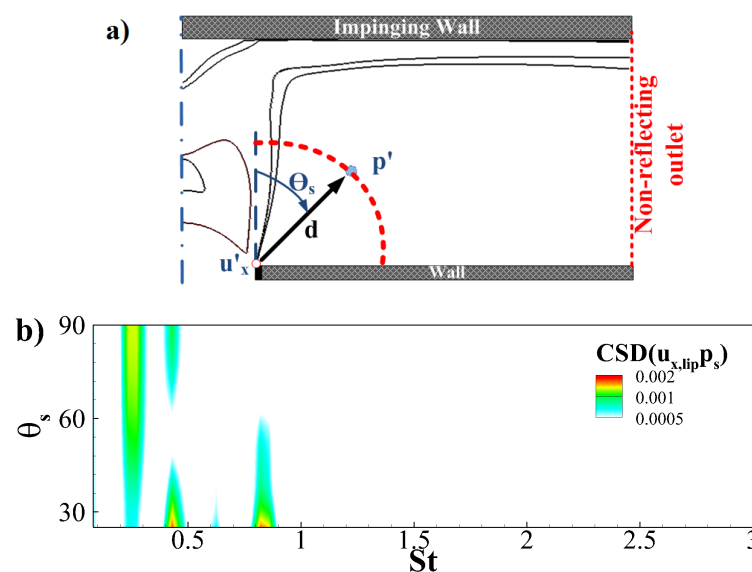 a)
Impinging Wall
Non-reflecting
outlet
p'
Θs
d
u'x
Wall
b)
90
60
30
θs
CSD(ux,lipps)
0.002
0.001
0.0005
0.5
1
1.5
2
2.5
3
St